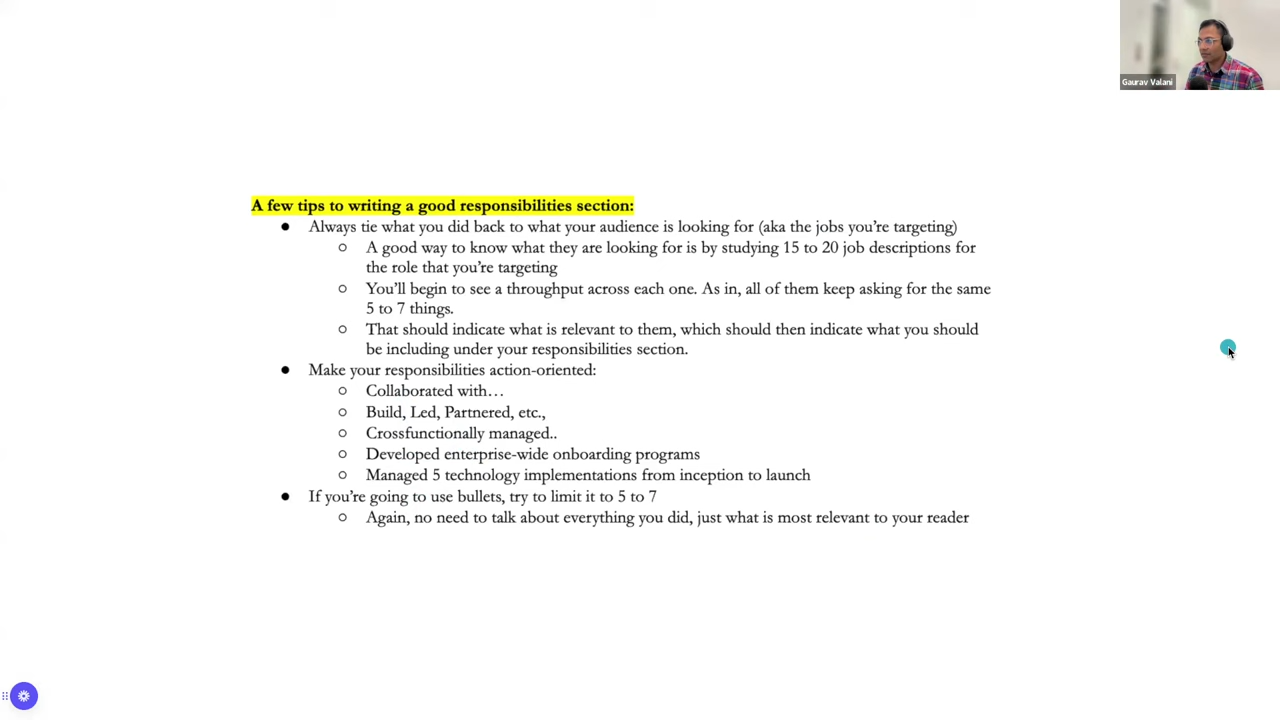 Gaurav Valani
A few tips to writing a good responsibilities section:
● Always tie what you did back to what your audience is looking for (aka the jobs you’re targeting)
○ A good way to know what they are looking for is by studying 15 to 20 job descriptions for
the role that you’re targeting
○ You’ll begin to see a throughput across each one. As in, all of them keep asking for the same
5 to 7 things.
○ That should indicate what is relevant to them, which should then indicate what you should
be including under your responsibilities section.
● Make your responsibilities action-oriented:
○ Collaborated with…
○ Build, Led, Partnered, etc.,
○ Crossfunctionally managed..
○ Developed enterprise-wide onboarding programs
○ Managed 5 technology implementations from inception to launch
● If you’re going to use bullets, try to limit it to 5 to 7
○ Again, no need to talk about everything you did, just what is most relevant to your reader